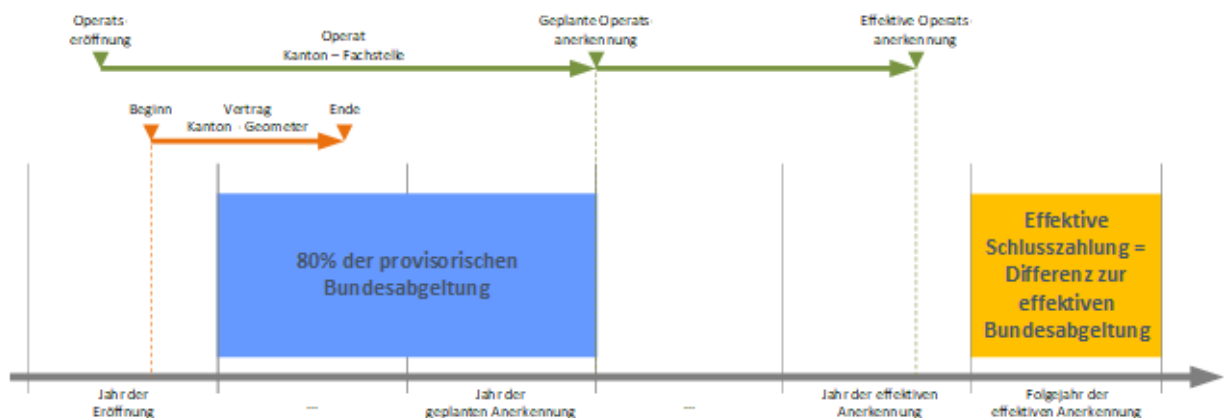 Operats-
eröffnung
Operat
Kanton – Fachstelle
Geplante Operats-
anerkennung
Effektive Operats-
anerkennung
Beginn
Vertrag
Kanton - Geometer
Ende
80% der provisorischen
Bundesabgeltung
Effektive
Schlusszahlung =
Differenz zur
effektiven
Bundesabgeltung
Jahr der
Eröffnung
...
Jahr der
geplanten Anerkennung
...
Jahr der effektiven
Anerkennung
Folgejahr der
effektiven Anerkennung